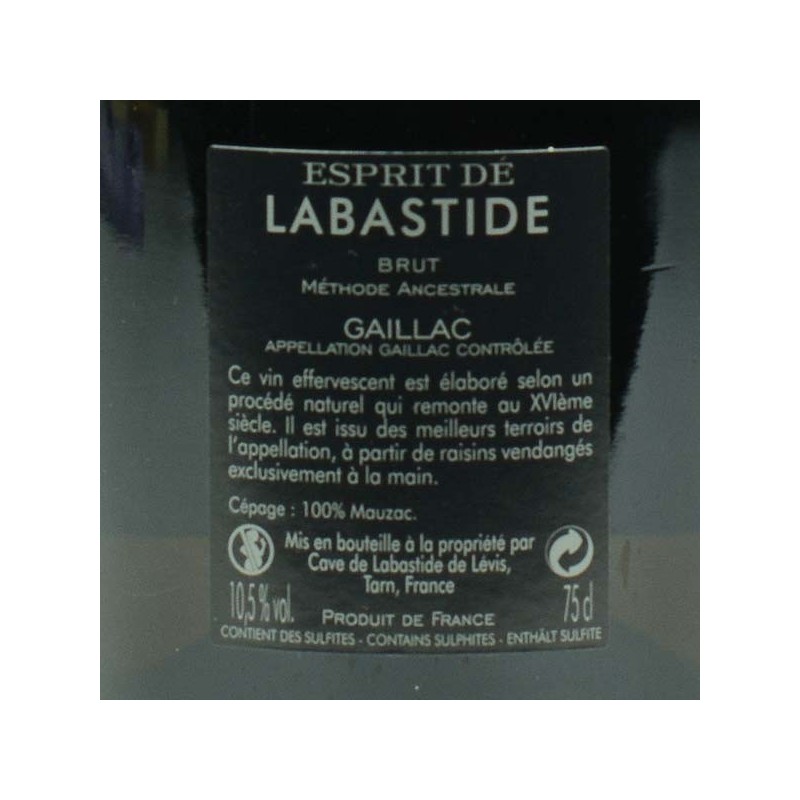 ESPRIT DÉ
LABASTIDE
BRUT
MÉTHODE ANCESTRALE
GAILLAC
APPELLATION GAILLAC CONTRÔLÉE
Ce vin effervescent est élaboré selon un
procédé naturel qui remonte au XVIème
siècle. Il est issu des meilleurs terroirs de
l'appellation, à partir de raisins vendangés
exclusivement à la main.
Cépage : 100% Mauzac.
Mis en bouteille à la propriété par
Cave de Labastide de Lévis,
Tarn, France
10,5 % vol. PRODUIT DE FRANCE 75 cl
CONTIENT DES SULFITES - CONTAINS SULPHITES - ENTHÄLT SULFITE